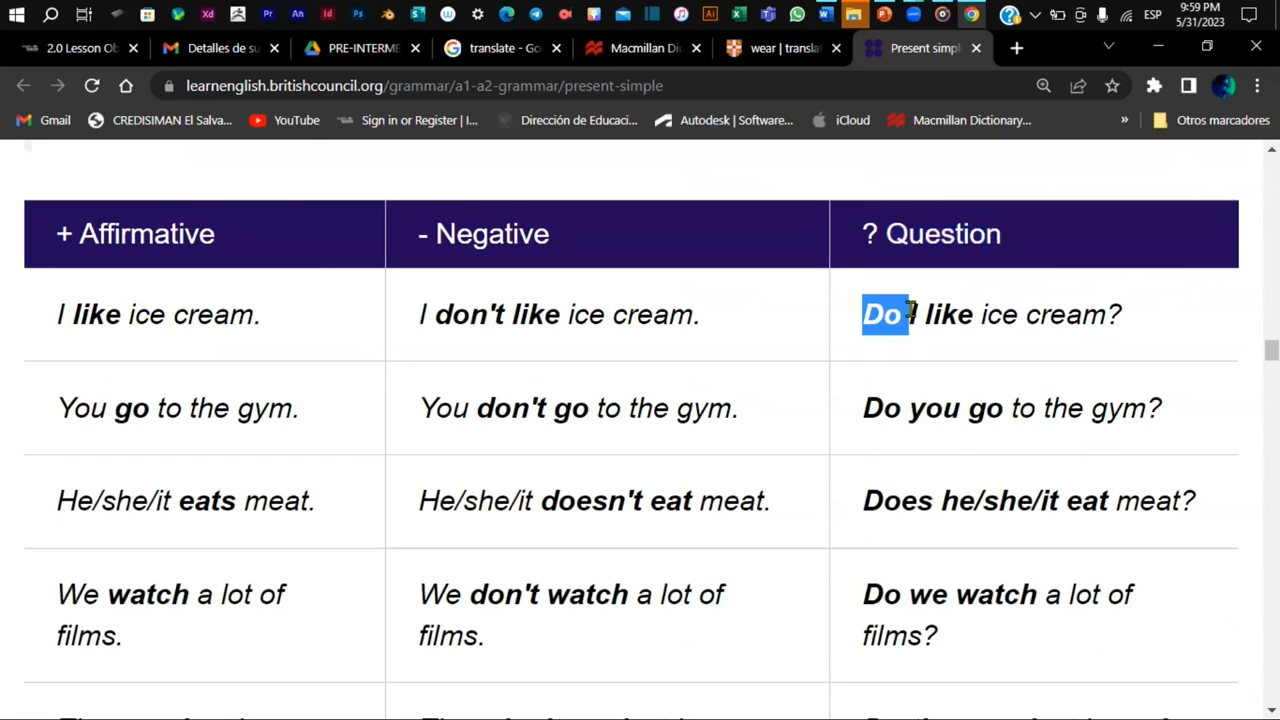 9:59 PM
ESP
5/31/2023
2.0 Lesson Ob
Detalles de su
PRE-INTERME
translate - Goo
Macmillan Dic
wear | translat
Present simple
learnenglish.britishcouncil.org/grammar/a1-a2-grammar/present-simple
Gmail
CREDISIMAN El Salva...
YouTube
Sign in or Register | I...
Dirección de Educaci...
Autodesk | Software...
iCloud
Macmillan Dictionary...
»
Otros marcadores
+ Affirmative
- Negative
? Question
I like ice cream.
I don't like ice cream.
Do I like ice cream?
You go to the gym.
You don't go to the gym.
Do you go to the gym?
He/she/it eats meat.
He/she/it doesn't eat meat.
Does he/she/it eat meat?
We watch a lot of
films.
We don't watch a lot of
films.
Do we watch a lot of
films?